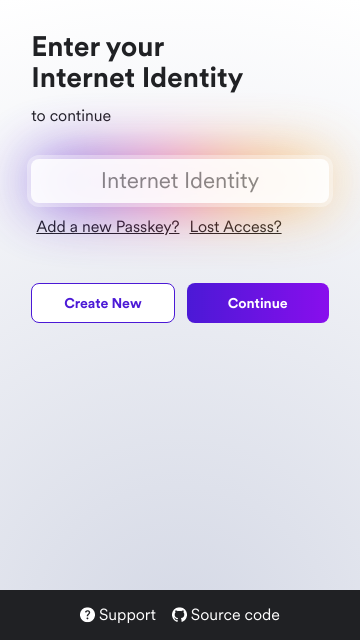 Enter your
Internet Identity
to continue
Internet Identity
Add a new Passkey? Lost Access?
Create New Continue
Support Source code